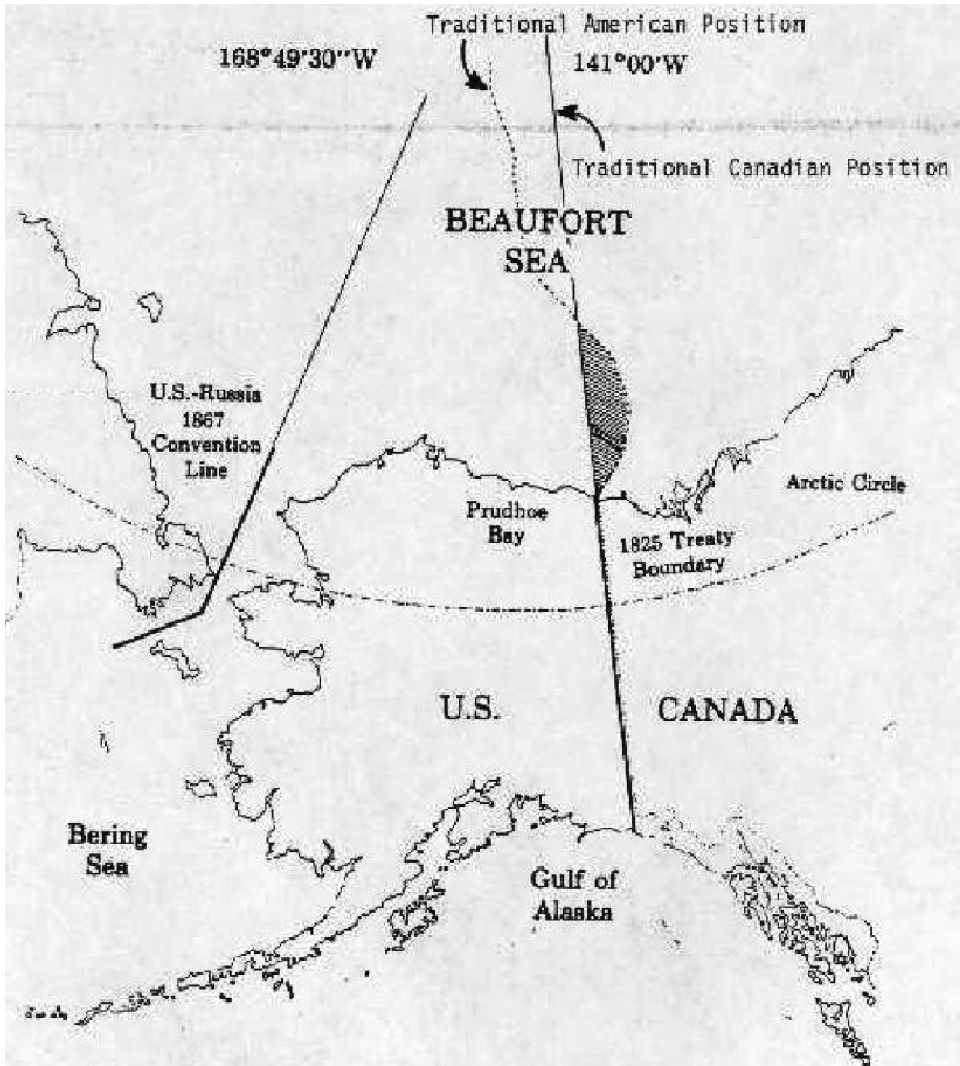 Traditional American Position
168°49'30"W
141°00'W
Traditional Canadian Position
BEAUFORT
SEA
U.S.-Russia
1867
Convention
Line
Prudhoe
Bay
Arctic Circle
1825 Treaty
Boundary
U.S.
CANADA
Bering
Sea
Gulf of
Alaska